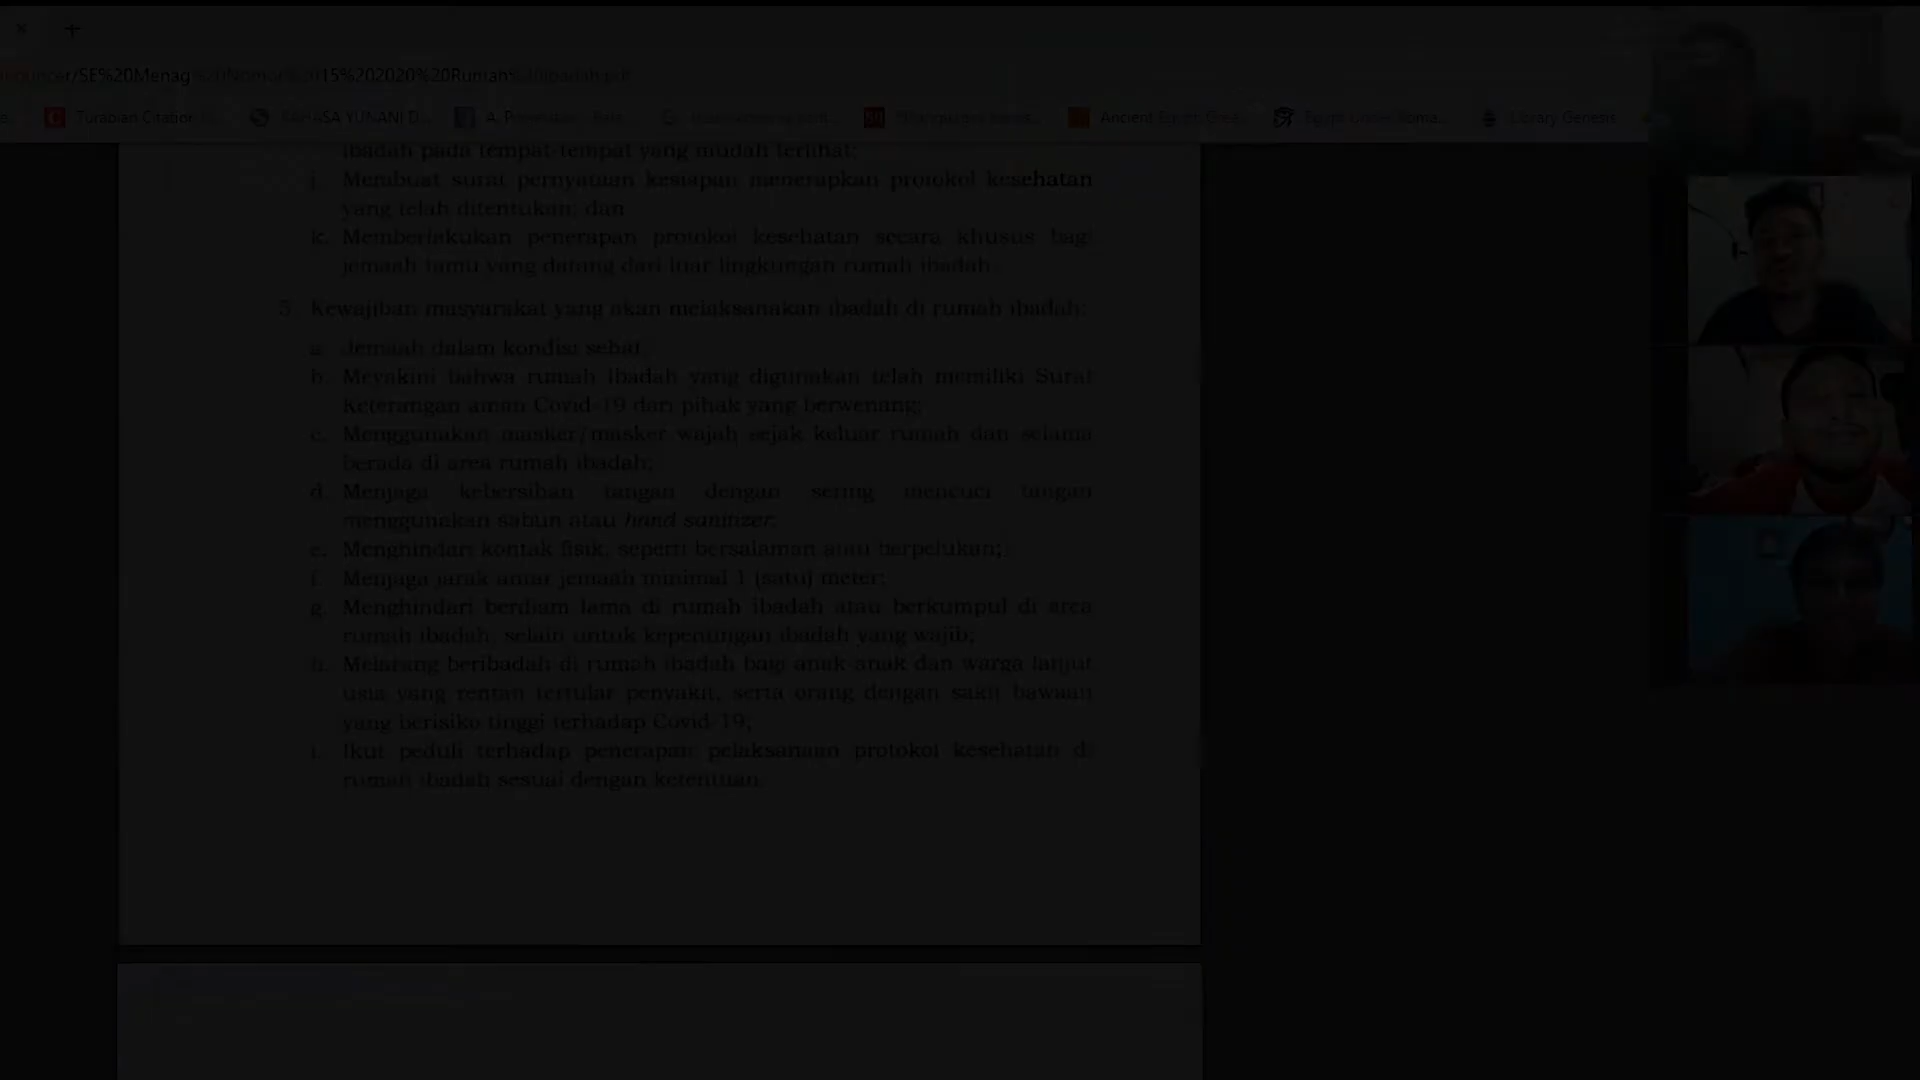 /SE%20Menag%20Nomor%2015%202020%20Rumah%20Ibadah.pdf
Turabian Citation
BAHASA YUNANI D...
Ancient Egypt
Library Genesis
ibadah pada tempat-tempat yang mudah terlihat;
j. Membuat surat pernyataan kesiapan menerapkan protokol kesehatan
yang telah ditentukan; dan
k. Memberlakukan penerapan protokol kesehatan secara khusus bagi
jemaah tamu yang datang dari luar lingkungan rumah ibadah.
5. Kewajiban masyarakat yang akan melaksanakan ibadah di rumah ibadah:
a. Jemaah dalam kondisi sehat;
b. Meyakini bahwa rumah ibadah yang digunakan telah memiliki Surat
Keterangan aman Covid-19 dari pihak yang berwenang;
c. Menggunakan masker/masker wajah sejak keluar rumah dan selama
berada di area rumah ibadah;
d. Menjaga kebersihan tangan dengan sering mencuci tangan
menggunakan sabun atau hand sanitizer;
e. Menghindari kontak fisik, seperti bersalaman atau berpelukan;
f. Menjaga jarak antar jemaah minimal 1 (satu) meter;
g. Menghindari berdiam lama di rumah ibadah atau berkumpul di area
rumah ibadah, selain untuk kepentingan ibadah yang wajib;
h. Melarang beribadah di rumah ibadah bagi anak-anak dan warga lanjut
usia yang rentan tertular penyakit, serta orang dengan sakit bawaan
yang berisiko tinggi terhadap Covid-19;
i. Ikut peduli terhadap penerapan pelaksanaan protokol kesehatan di
rumah ibadah sesuai dengan ketentuan.